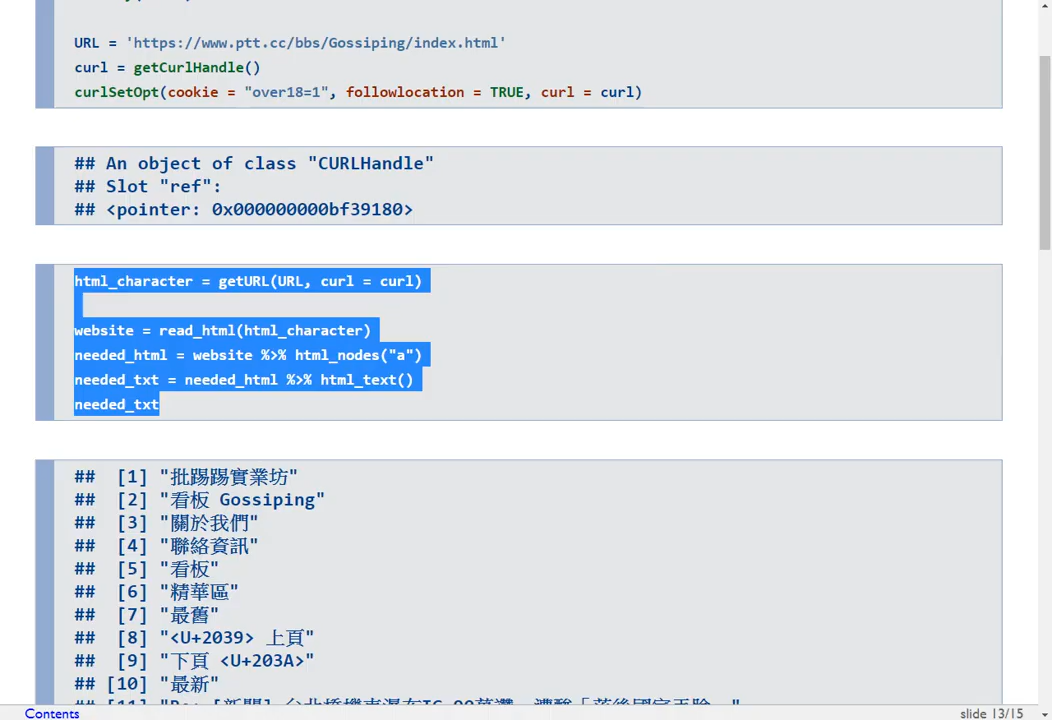 URL = 'https://www.ptt.cc/bbs/Gossiping/index.html'
curl = getCurlHandle()
curlSetOpt(cookie = "over18=1", followlocation = TRUE, curl = curl)
## An object of class "CURLHandle"
## Slot "ref":
## <pointer: 0x000000000bf39180>
html_character = getURL(URL, curl = curl)
website = read_html(html_character)
needed_html = website %>% html_nodes("a")
needed_txt = needed_html %>% html_text()
needed_txt
##  [1] "批踢踢實業坊"
##  [2] "看板 Gossiping"
##  [3] "關於我們"
##  [4] "聯絡資訊"
##  [5] "看板"
##  [6] "精華區"
##  [7] "最舊"
##  [8] "<U+2039> 上頁"
##  [9] "下頁 <U+203A>"
## [10] "最新"
Contents
slide 13/15